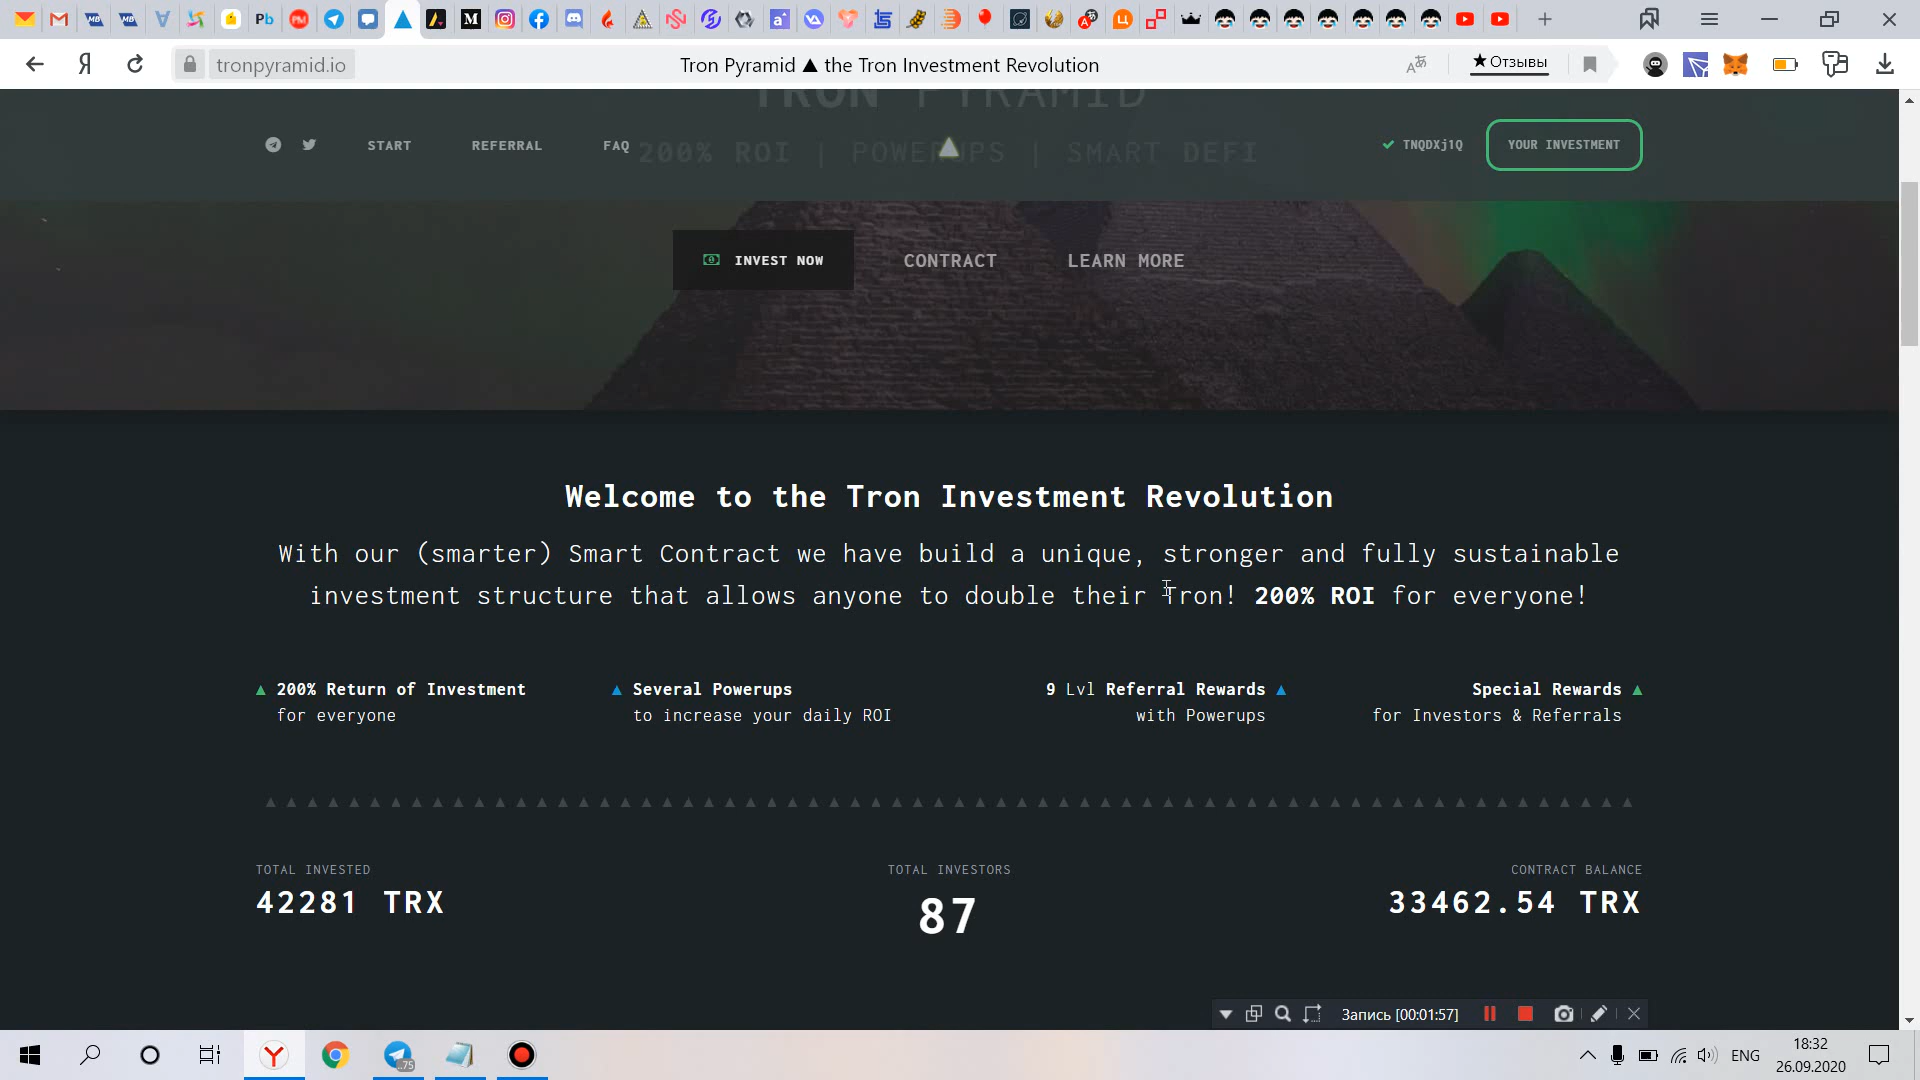 tronpyramid.io
Tron Pyramid ▲ the Tron Investment Revolution
★ Отзывы
TRON PYRAMID
START
REFERRAL
FAQ
200% ROI | POWERUPS | SMART DEFI
TNQDXj1Q
YOUR INVESTMENT
INVEST NOW
CONTRACT
LEARN MORE
Welcome to the Tron Investment Revolution
With our (smarter) Smart Contract we have build a unique, stronger and fully sustainable
investment structure that allows anyone to double their Tron! 200% ROI for everyone!
▲ 200% Return of Investment
for everyone
▲ Several Powerups
to increase your daily ROI
9 Lvl Referral Rewards ▲
with Powerups
Special Rewards ▲
for Investors & Referrals
TOTAL INVESTED
42281 TRX
TOTAL INVESTORS
87
CONTRACT BALANCE
33462.54 TRX
Запись [00:01:57]
75
ENG
18:32
26.09.2020